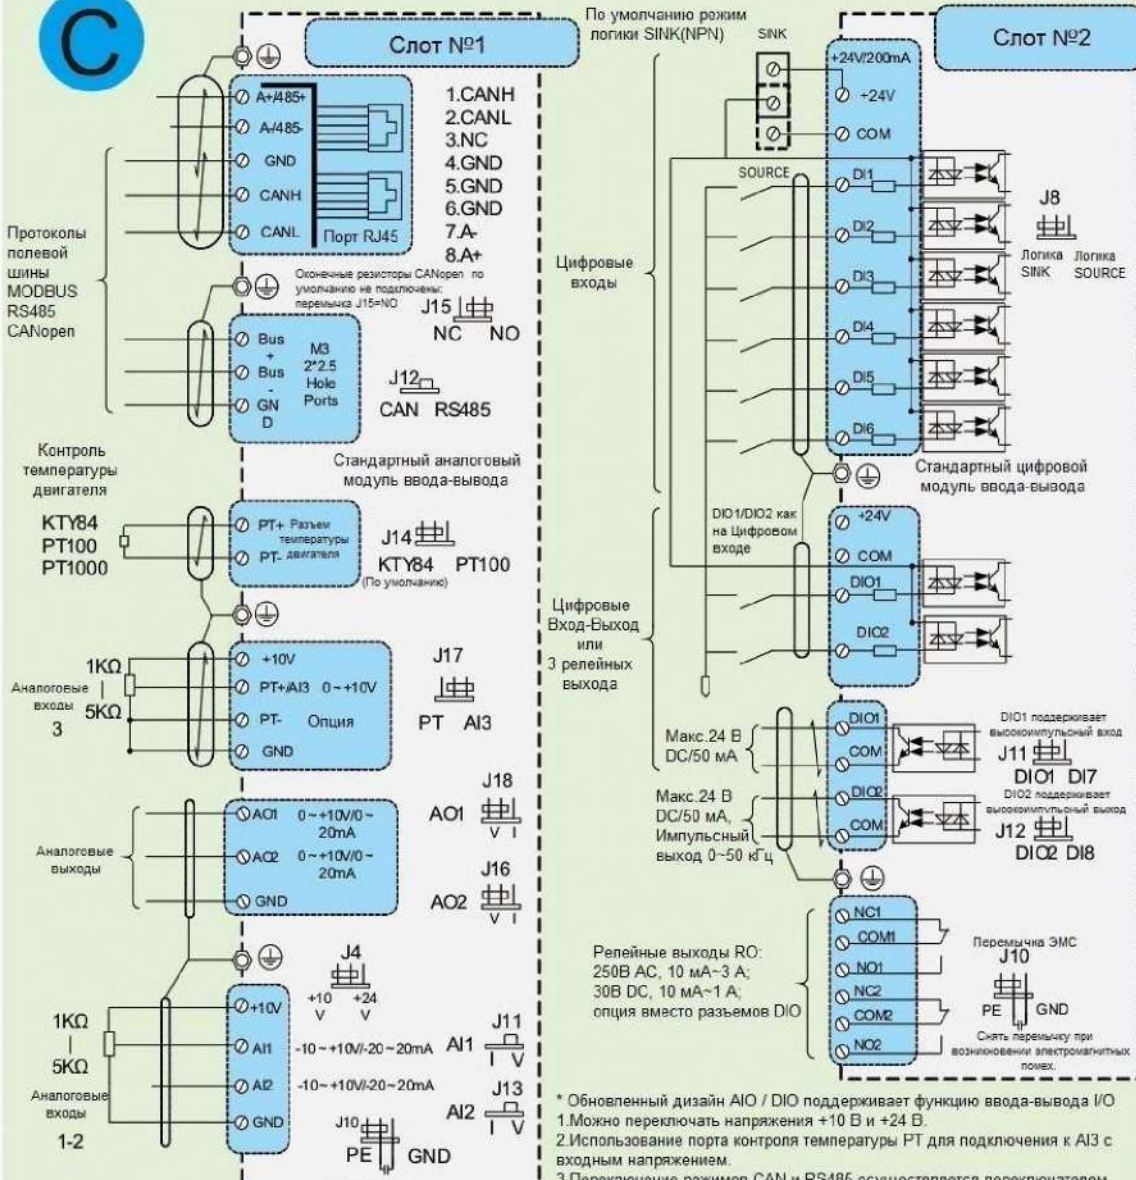 C
Слот №1
A+/485+
A-/485-
GND
CANH
CANL
Порт RJ45
1.CANH
2.CANL
3.NC
4.GND
5.GND
6.GND
7.A-
8.A+
Протоколы
полевой
шины
MODBUS
RS485
CANopen
Оконечные резисторы CANopen по
умолчанию не подключены:
перемычка J15=NO
J15
NC NO
Bus
+
Bus
-
GN
D
M3
2*2.5
Hole
Ports
J12
CAN RS485
Стандартный аналоговый
модуль ввода-вывода
Контроль
температуры
двигателя
KTY84
PT100
PT1000
PT+ Разъем
температуры
PT- двигателя
J14
KTY84 PT100
(По умолчанию)
1KΩ
|
5KΩ
Аналоговые
входы
3
+10V
PT+/AI3 0~+10V
PT- Опция
GND
J17
PT AI3
Аналоговые
выходы
AO1 0~+10V/0~
20mA
AO2 0~+10V/0~
20mA
GND
J18
AO1
V I
J16
AO2
V I
J4
+10 +24
V V
1KΩ
|
5KΩ
Аналоговые
входы
1-2
+10V
AI1 -10~+10V/-20~20mA
AI2 -10~+10V/-20~20mA
GND
J11
AI1
I V
J13
AI2
I V
J10
PE GND
По умолчанию режим
логики SINK(NPN)
SINK
SOURCE
Слот №2
+24V/200mA
+24V
COM
DI1
DI2
DI3
DI4
DI5
DI6
Цифровые
входы
J8
Логика Логика
SINK SOURCE
Стандартный цифровой
модуль ввода-вывода
DIO1/DIO2 как
на Цифровом
входе
+24V
COM
DIO1
DIO2
Цифровые
Вход-Выход
или
3 релейных
выхода
Макс.24 В
DC/50 мА
Макс.24 В
DC/50 мА,
Импульсный
выход 0~50 кГц
DIO1
COM
DIO2
COM
DIO1 поддерживает
высокоимпульсный вход
J11
DIO1 DI7
DIO2 поддерживает
высокоимпульсный выход
J12
DIO2 DI8
Релейные выходы RO:
250В AC, 10 мА~3 А;
30В DC, 10 мА~1 А;
опция вместо разъемов DIO
NC1
COM1
NO1
NC2
COM2
NO2
Перемычка ЭМС
J10
PE GND
Снять перемычку при
возникновении электромагнитных
помех.
* Обновленный дизайн AIO / DIO поддерживает функцию ввода-вывода I/O
1.Можно переключать напряжения +10 В и +24 В.
2.Использование порта контроля температуры PT для подключения к AI3 с
входным напряжением.
3.Переключение режимов CAN и RS485 осуществляется переключателем